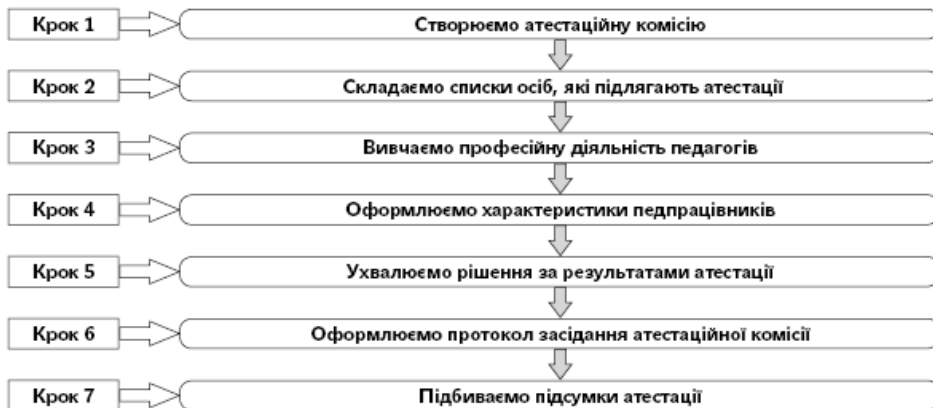 Крок 1
Створюємо атестаційну комісію
Крок 2
Складаємо списки осіб, які підлягають атестації
Крок 3
Вивчаємо професійну діяльність педагогів
Крок 4
Оформлюємо характеристики педпрацівників
Крок 5
Ухвалюємо рішення за результатами атестації
Крок 6
Оформлюємо протокол засідання атестаційної комісії
Крок 7
Підбиваємо підсумки атестації